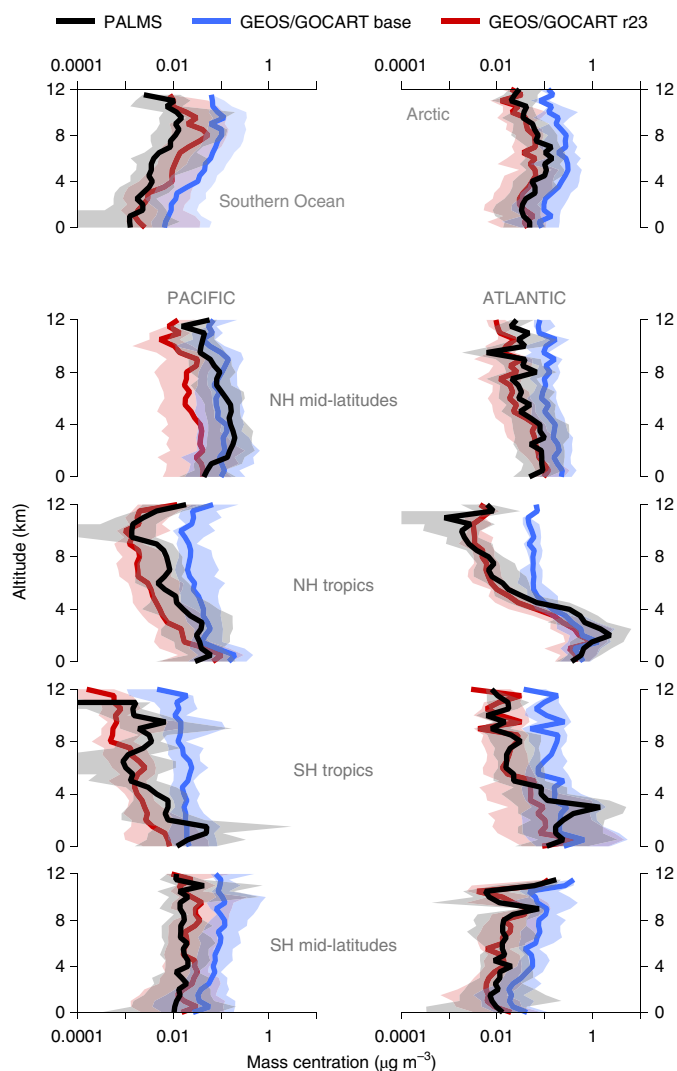 PALMS GEOS/GOCART base GEOS/GOCART r23
0.0001 0.01 1 0.0001 0.01 1
12 12
Arctic
8 8
4 4
Southern Ocean
0 0
PACIFIC ATLANTIC
12 12
8 8
NH mid-latitudes
4 4
0 0
12 12
8 8
Altitude (km)
NH tropics
4 4
0 0
12 12
8 8
SH tropics
4 4
0 0
12 12
8 8
SH mid-latitudes
4 4
0 0
0.0001 0.01 1 0.0001 0.01 1
Mass centration (μg m⁻³)